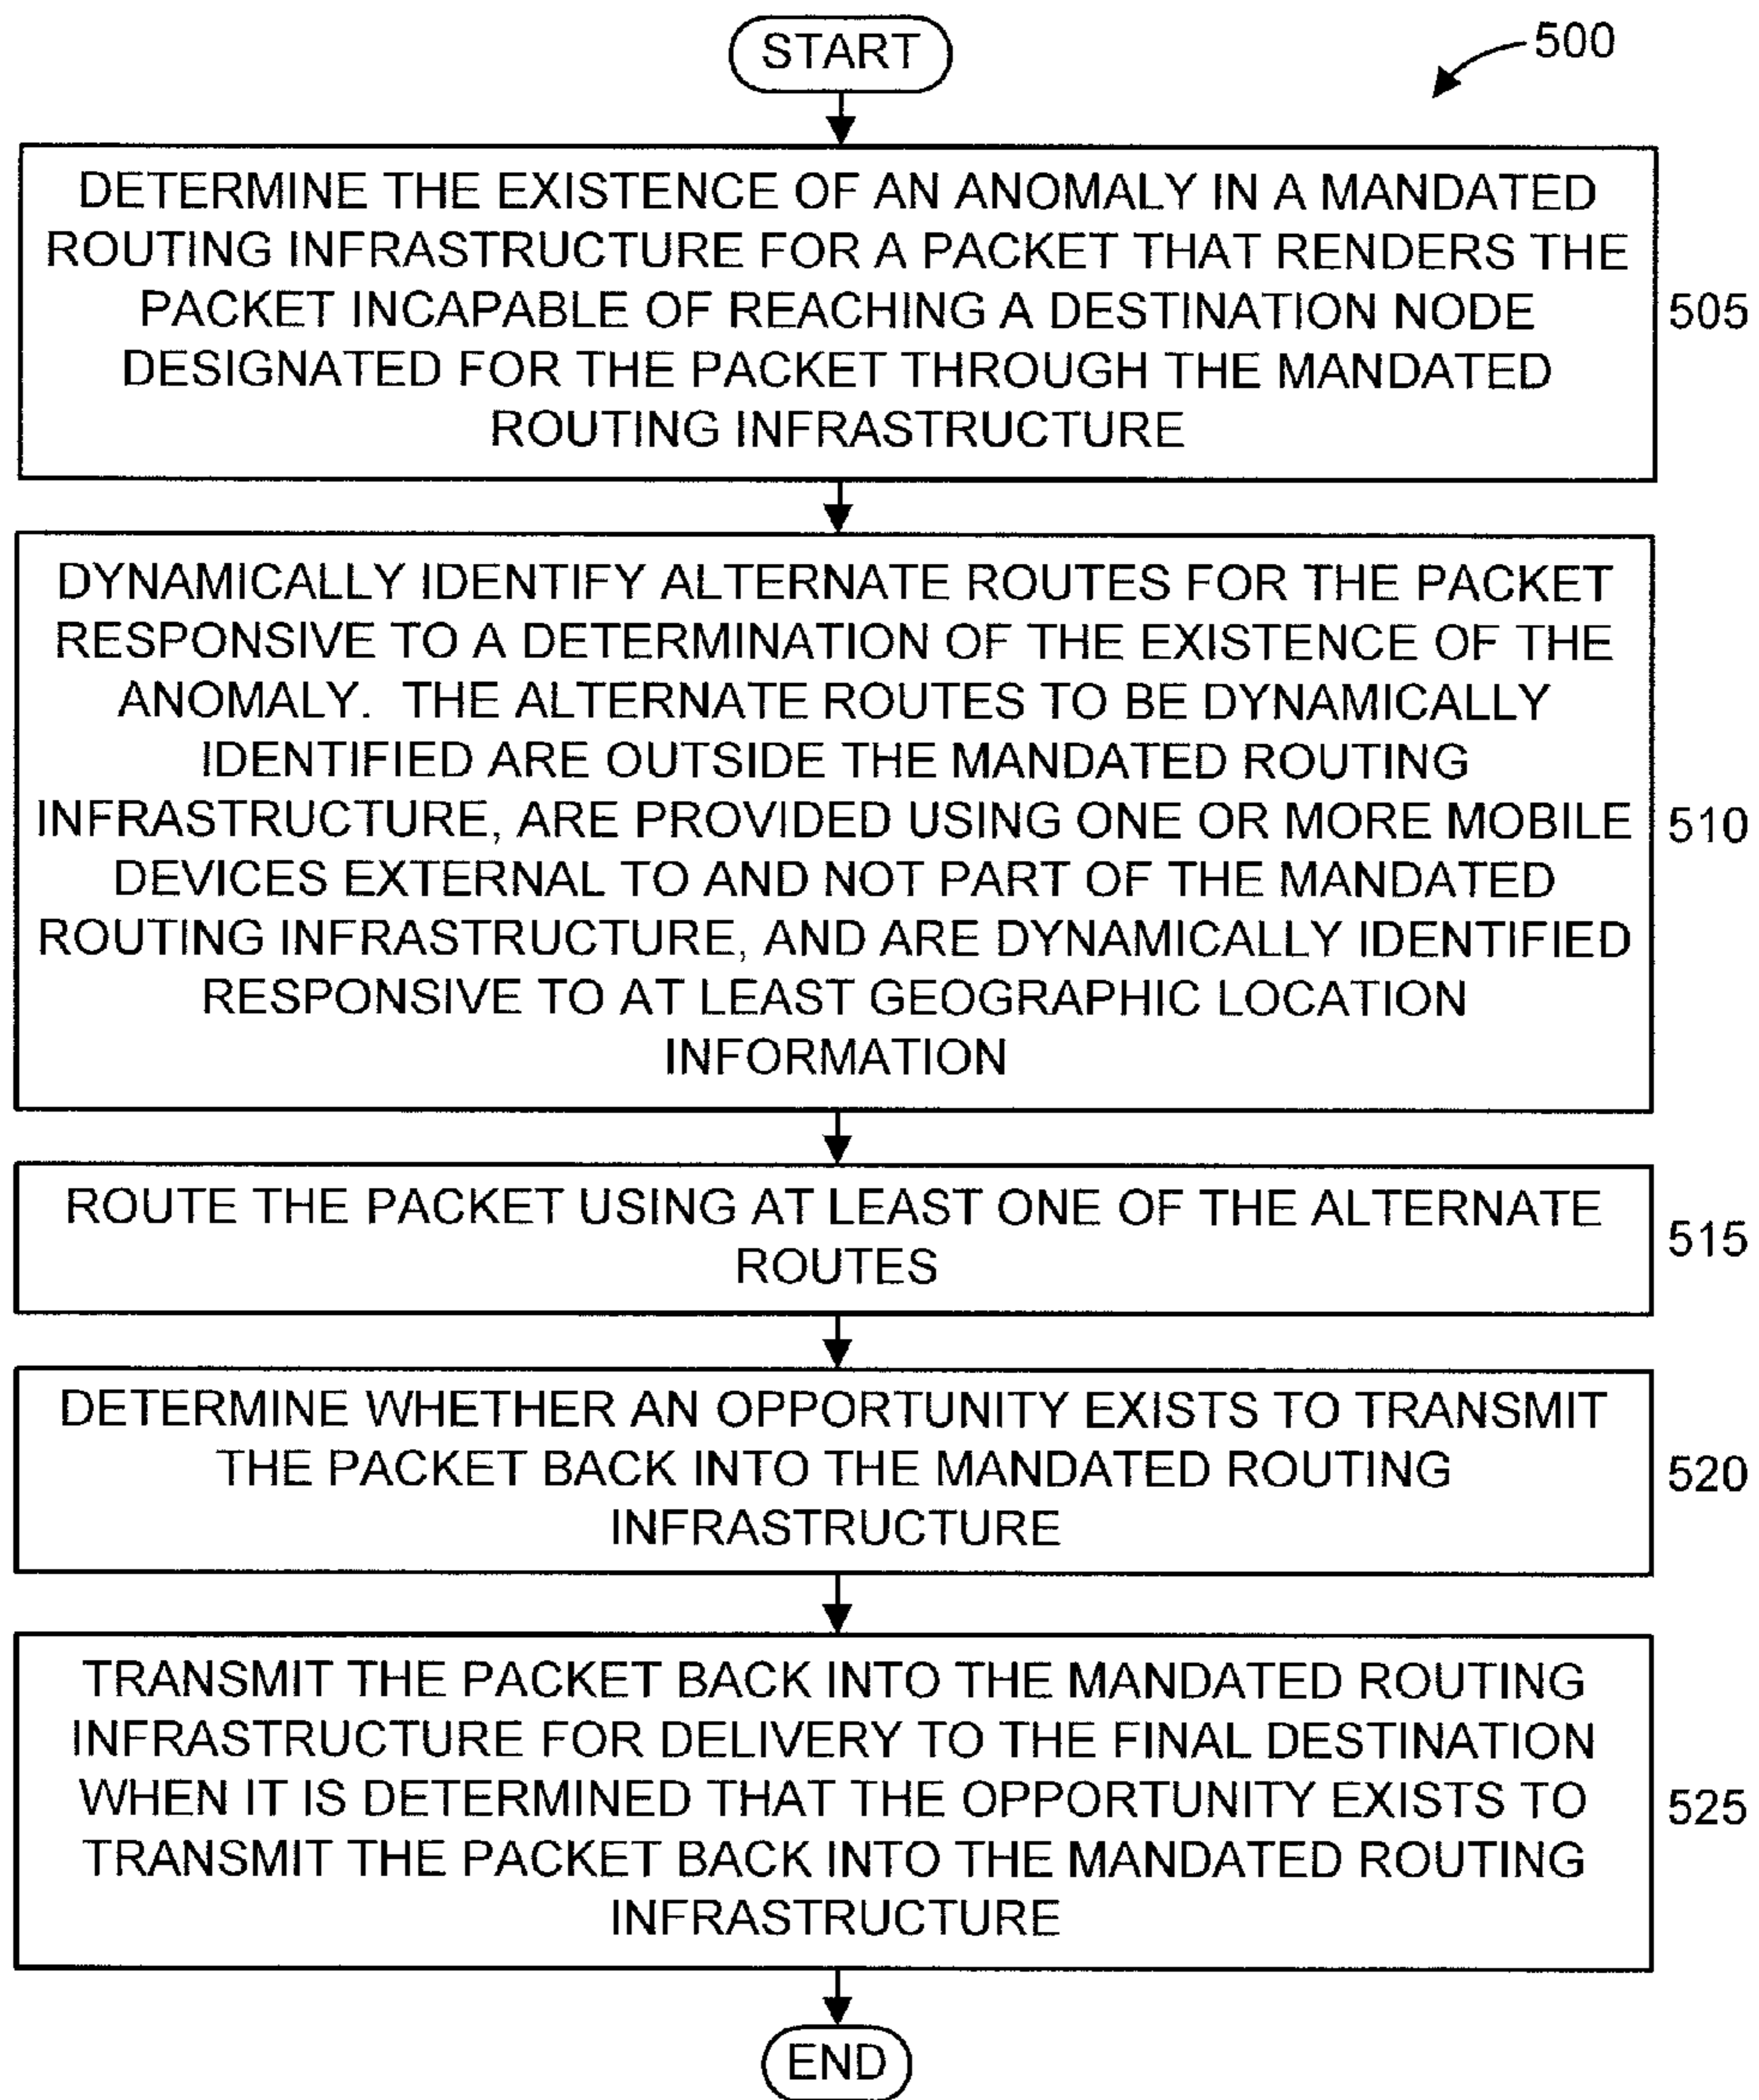 START
500
DETERMINE THE EXISTENCE OF AN ANOMALY IN A MANDATED
ROUTING INFRASTRUCTURE FOR A PACKET THAT RENDERS THE
PACKET INCAPABLE OF REACHING A DESTINATION NODE
DESIGNATED FOR THE PACKET THROUGH THE MANDATED
ROUTING INFRASTRUCTURE
505
DYNAMICALLY IDENTIFY ALTERNATE ROUTES FOR THE PACKET
RESPONSIVE TO A DETERMINATION OF THE EXISTENCE OF THE
ANOMALY. THE ALTERNATE ROUTES TO BE DYNAMICALLY
IDENTIFIED ARE OUTSIDE THE MANDATED ROUTING
INFRASTRUCTURE, ARE PROVIDED USING ONE OR MORE MOBILE
DEVICES EXTERNAL TO AND NOT PART OF THE MANDATED
ROUTING INFRASTRUCTURE, AND ARE DYNAMICALLY IDENTIFIED
RESPONSIVE TO AT LEAST GEOGRAPHIC LOCATION
INFORMATION
510
ROUTE THE PACKET USING AT LEAST ONE OF THE ALTERNATE
ROUTES
515
DETERMINE WHETHER AN OPPORTUNITY EXISTS TO TRANSMIT
THE PACKET BACK INTO THE MANDATED ROUTING
INFRASTRUCTURE
520
TRANSMIT THE PACKET BACK INTO THE MANDATED ROUTING
INFRASTRUCTURE FOR DELIVERY TO THE FINAL DESTINATION
WHEN IT IS DETERMINED THAT THE OPPORTUNITY EXISTS TO
TRANSMIT THE PACKET BACK INTO THE MANDATED ROUTING
INFRASTRUCTURE
525
END